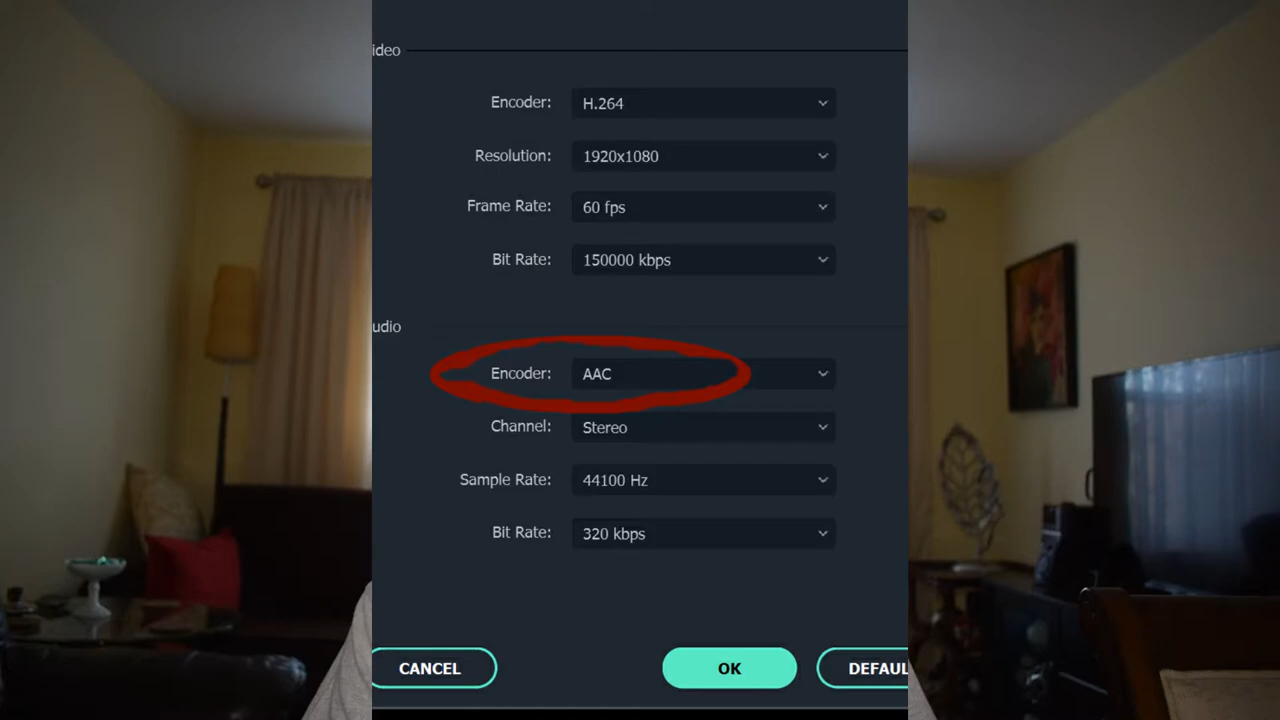 ideo
Encoder: H.264
Resolution: 1920x1080
Frame Rate: 60 fps
Bit Rate: 150000 kbps
udio
Encoder: AAC
Channel: Stereo
Sample Rate: 44100 Hz
Bit Rate: 320 kbps
CANCEL OK DEFAUL